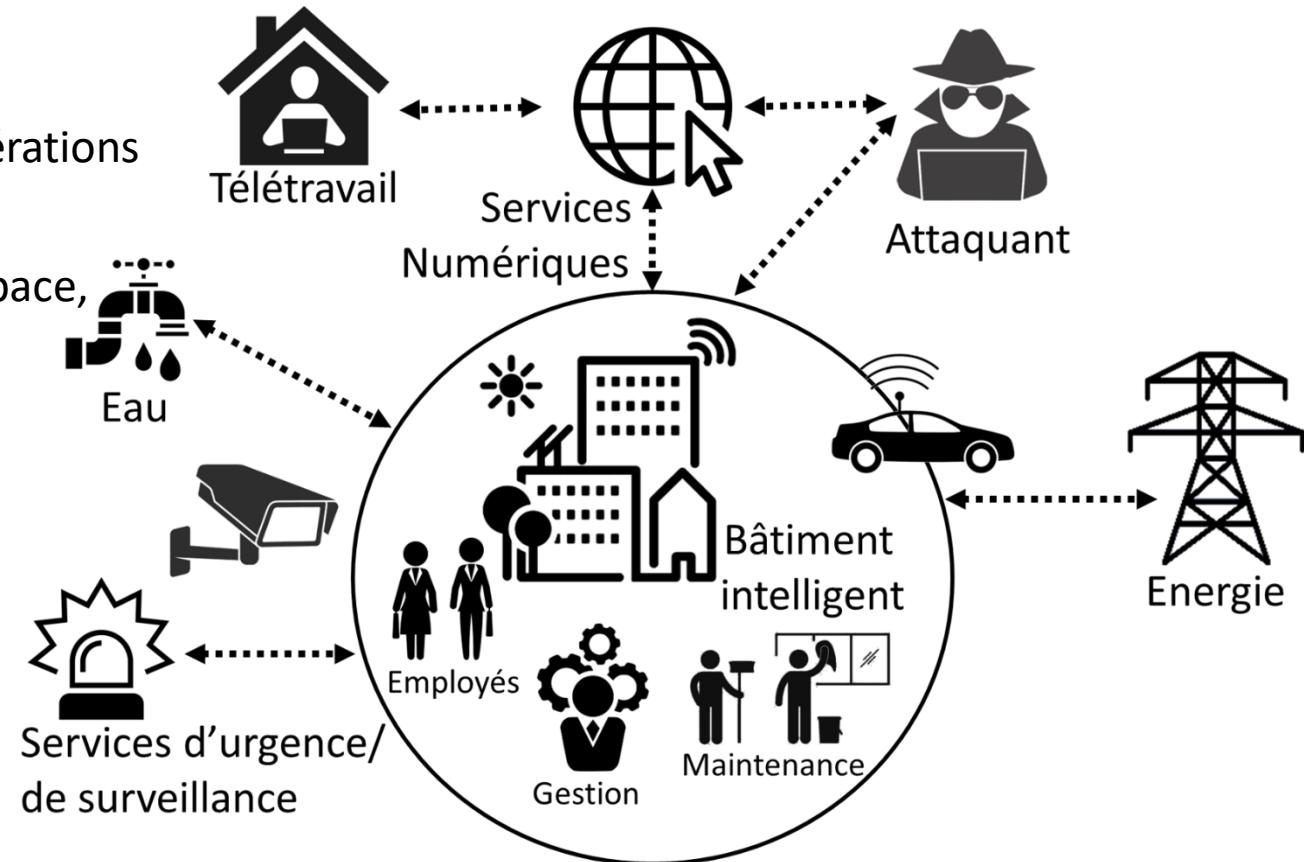 érations
Télétravail
Services
Numériques
Attaquant
pace,
Eau
Bâtiment
intelligent
Energie
Employés
Services d’urgence/
de surveillance
Gestion
Maintenance